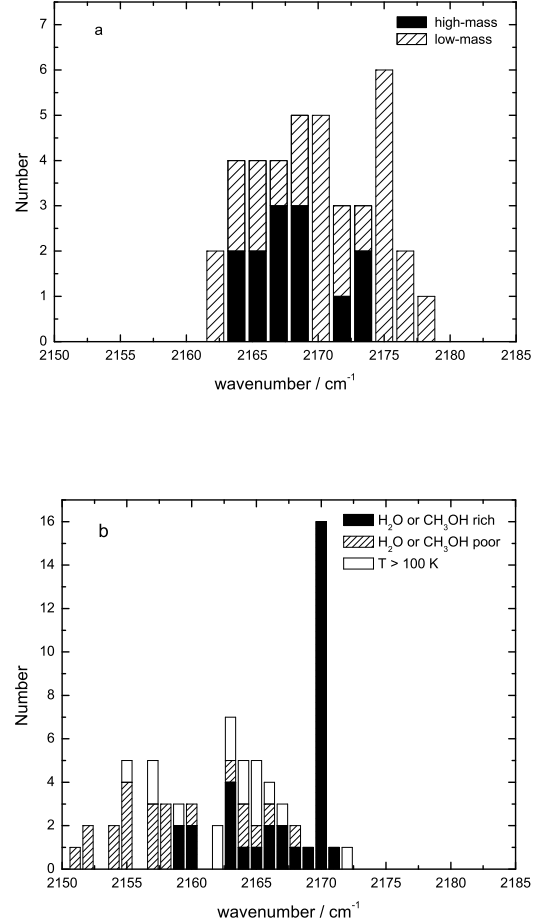 a
high-mass
low-mass
7
6
5
4
3
2
1
0
Number
2150 2155 2160 2165 2170 2175 2180 2185
wavenumber / cm⁻¹
b
H₂O or CH₃OH rich
H₂O or CH₃OH poor
T > 100 K
16
14
12
10
8
6
4
2
0
Number
2150 2155 2160 2165 2170 2175 2180 2185
wavenumber / cm⁻¹